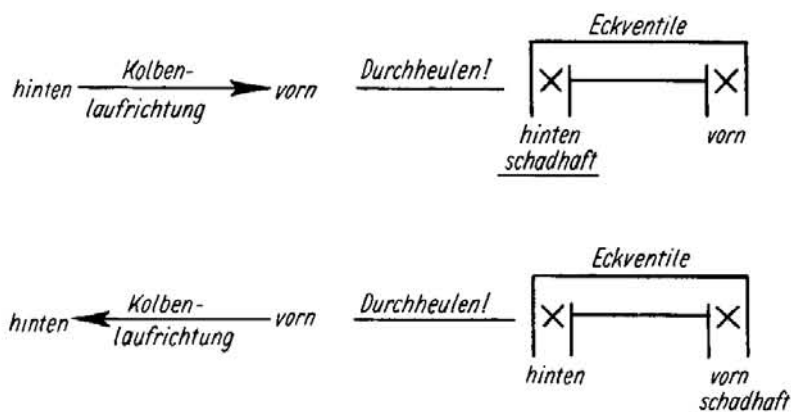 Eckventile
hinten Kolben- vorn Durchheulen!
laufrichtung
hinten vorn
schadhaft
Eckventile
hinten Kolben- vorn Durchheulen!
laufrichtung
hinten vorn
schadhaft